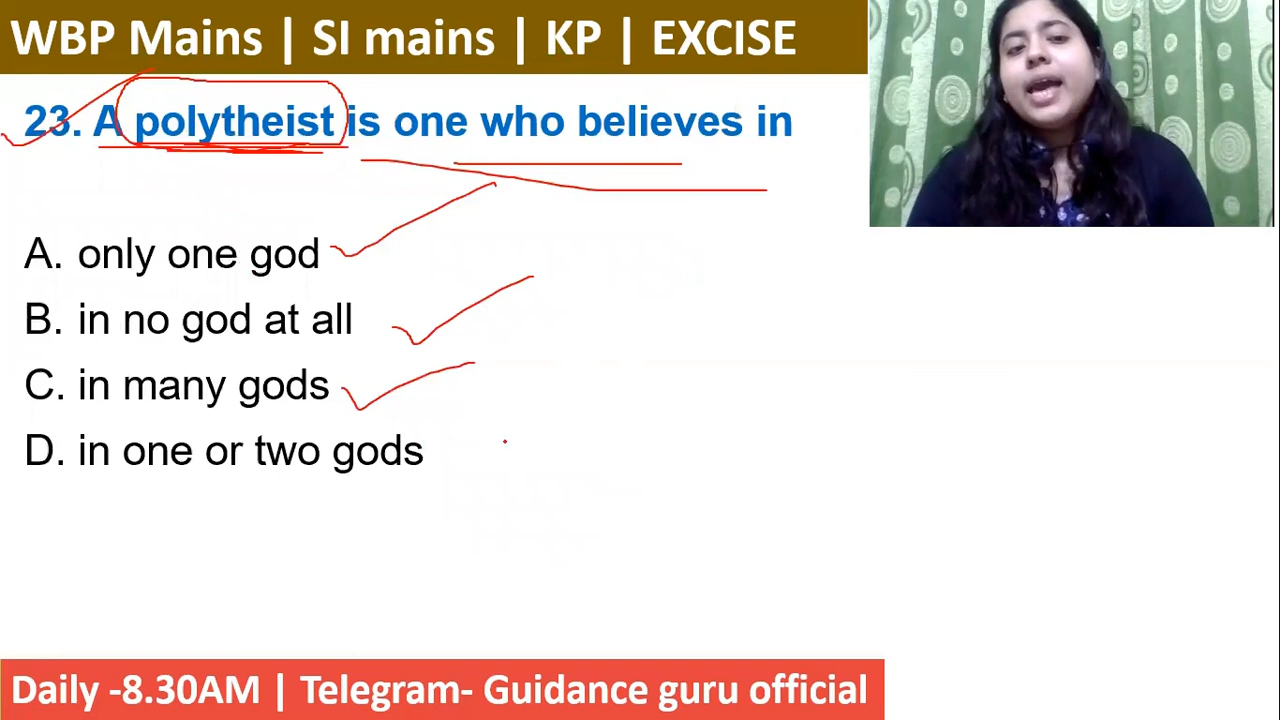 WBP Mains | SI mains | KP | EXCISE
23. A polytheist is one who believes in
A. only one god
B. in no god at all
C. in many gods
D. in one or two gods
Daily -8.30AM | Telegram- Guidance guru official